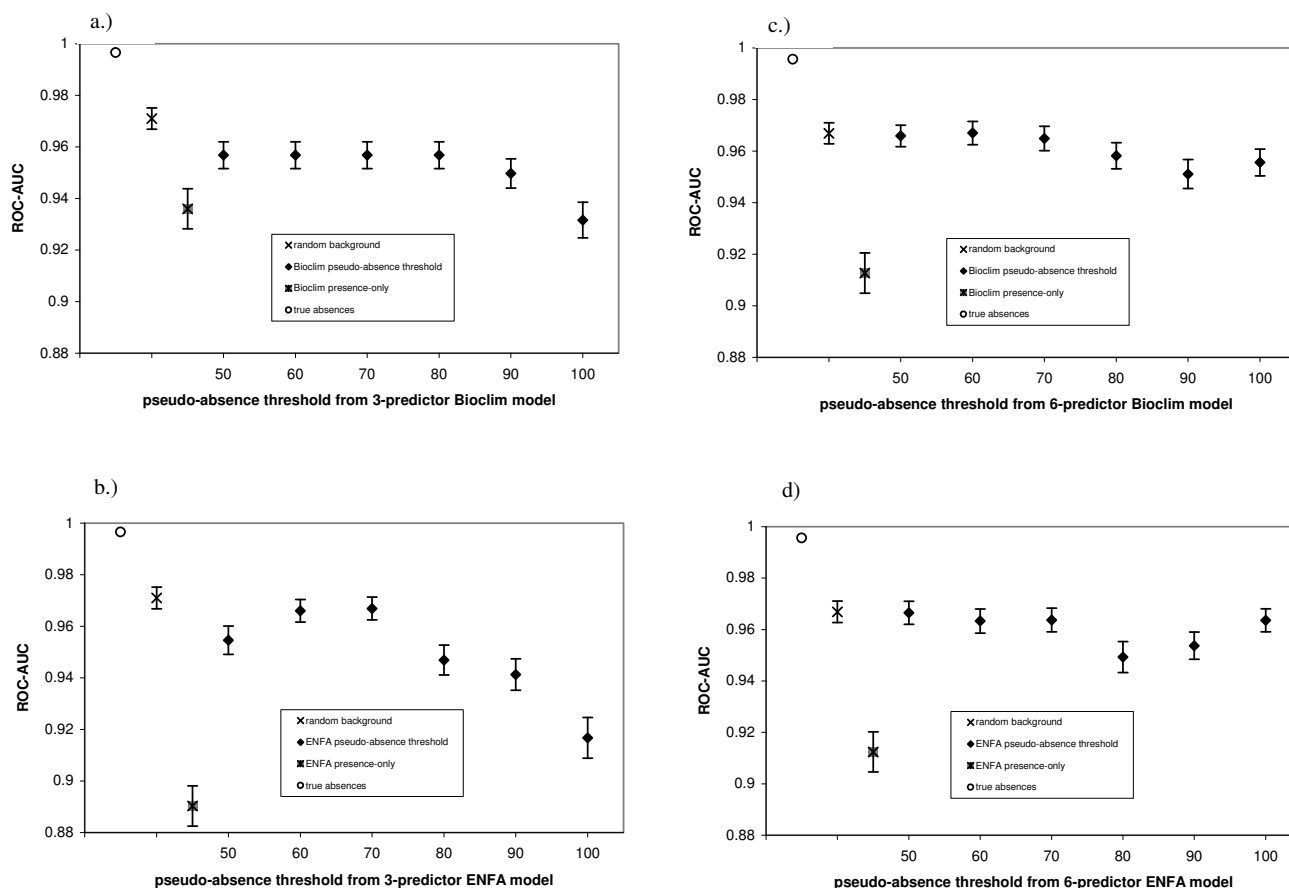 a.)
1
0.98
0.96
0.94
0.92
0.9
0.88
ROC-AUC
random background
Bioclim pseudo-absence threshold
Bioclim presence-only
true absences
50 60 70 80 90 100
pseudo-absence threshold from 3-predictor Bioclim model
c.)
1
0.98
0.96
0.94
0.92
0.9
0.88
ROC-AUC
random background
Bioclim pseudo-absence threshold
Bioclim presence-only
true absences
50 60 70 80 90 100
pseudo-absence threshold from 6-predictor Bioclim model
b.)
1
0.98
0.96
0.94
0.92
0.9
0.88
ROC-AUC
random background
ENFA pseudo-absence threshold
ENFA presence-only
true absences
50 60 70 80 90 100
pseudo-absence threshold from 3-predictor ENFA model
d)
1
0.98
0.96
0.94
0.92
0.9
0.88
ROC-AUC
random background
ENFA pseudo-absence threshold
ENFA presence-only
true absences
50 60 70 80 90 100
pseudo-absence threshold from 6-predictor ENFA model